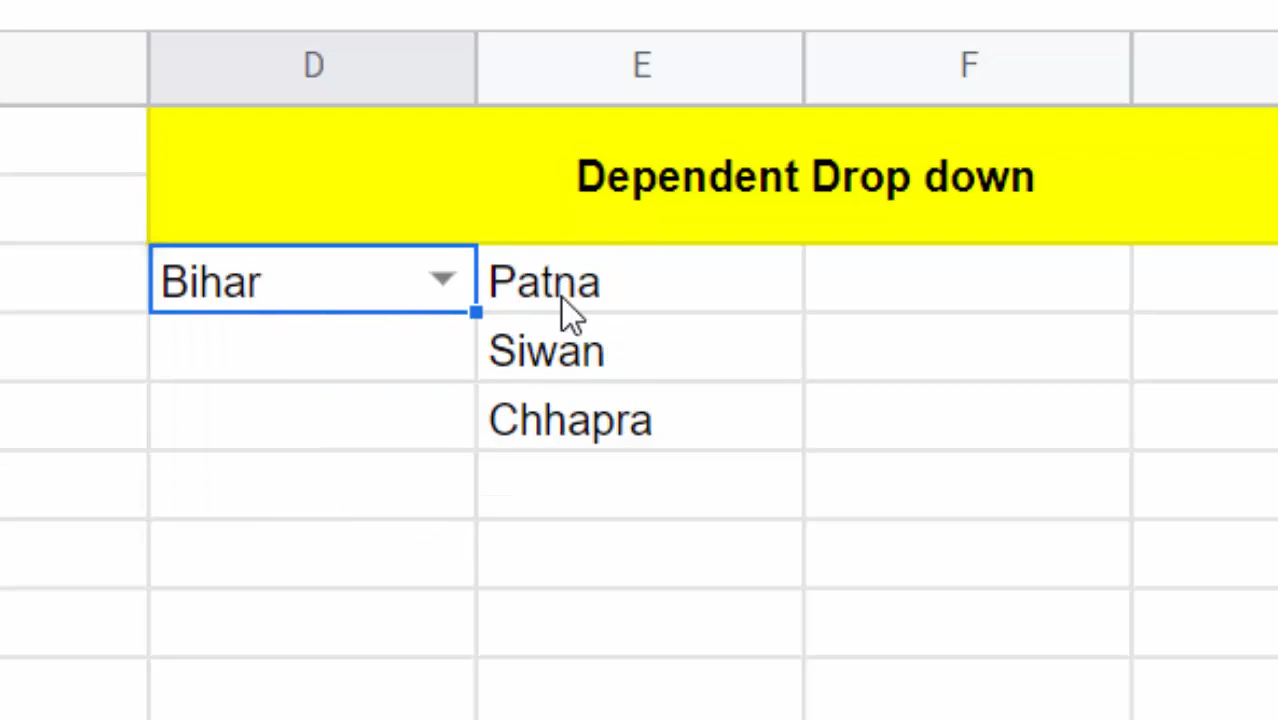 D E F
Dependent Drop down
Bihar Patna
Siwan
Chhapra